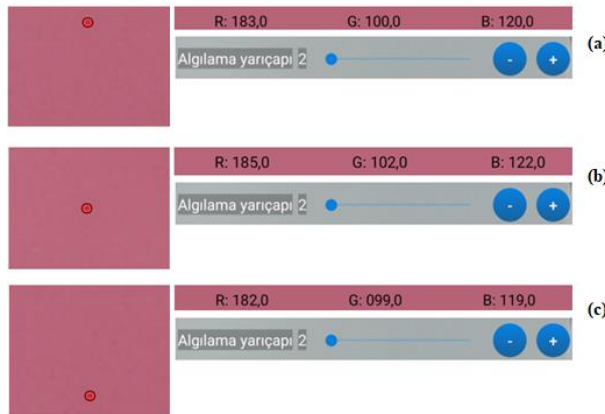 R: 183,0 G: 100,0 B: 120,0
(a)
Algılama yarıçapı 2 - +
R: 185,0 G: 102,0 B: 122,0
(b)
Algılama yarıçapı 2 - +
R: 182,0 G: 099,0 B: 119,0
(c)
Algılama yarıçapı 2 - +